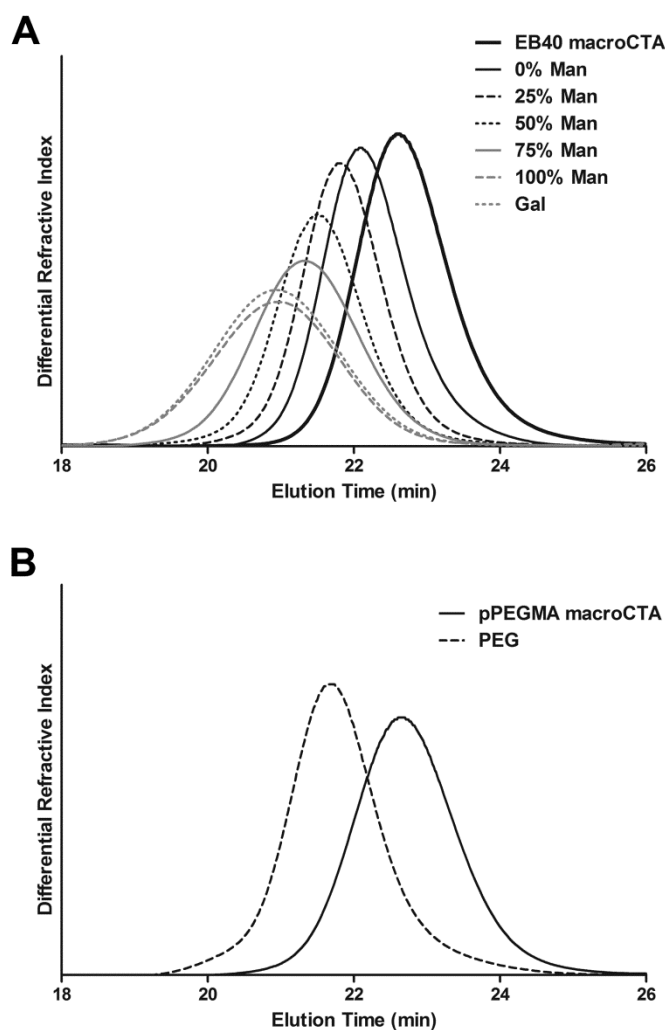 A
EB40 macroCTA
0% Man
25% Man
50% Man
75% Man
100% Man
Gal
Differential Refractive Index
18 20 22 24 26
Elution Time (min)
B
pPEGMA macroCTA
PEG
Differential Refractive Index
18 20 22 24 26
Elution Time (min)